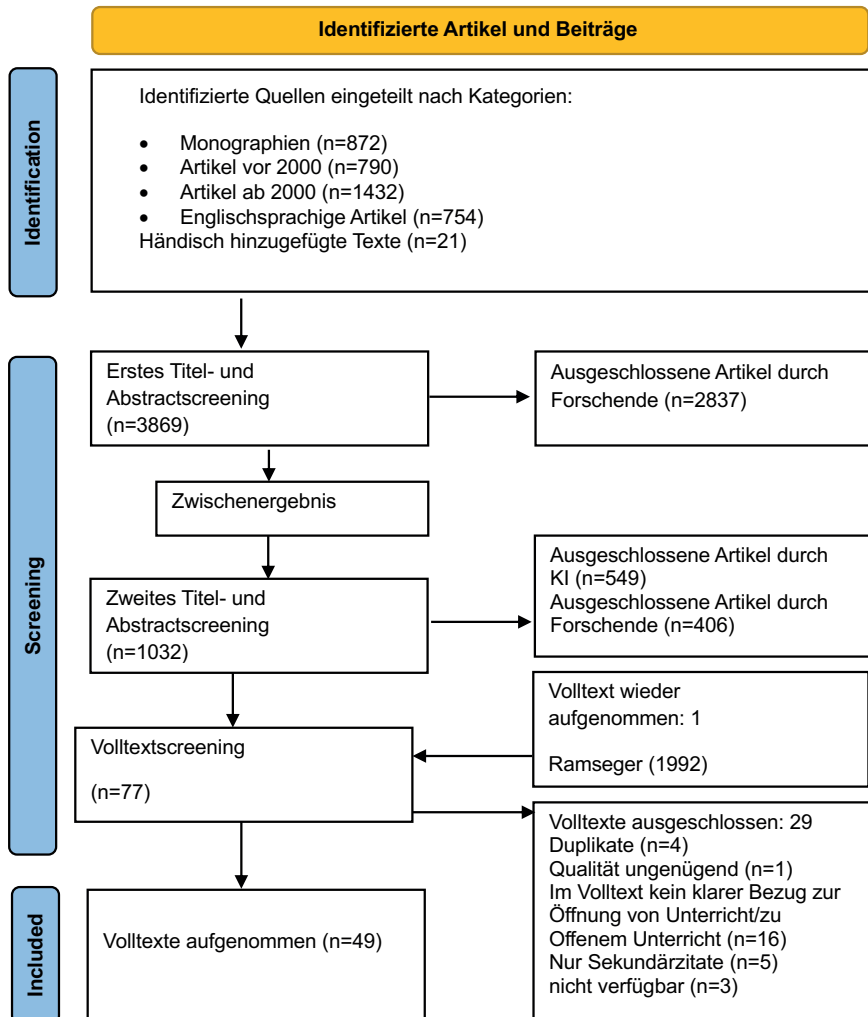 Identifizierte Artikel und Beiträge
Identification
Identifizierte Quellen eingeteilt nach Kategorien:
• Monographien (n=872)
• Artikel vor 2000 (n=790)
• Artikel ab 2000 (n=1432)
• Englischsprachige Artikel (n=754)
Händisch hinzugefügte Texte (n=21)
Screening
Erstes Titel- und
Abstractscreening
(n=3869)
Ausgeschlossene Artikel durch
Forschende (n=2837)
Zwischenergebnis
Zweites Titel- und
Abstractscreening
(n=1032)
Ausgeschlossene Artikel durch
KI (n=549)
Ausgeschlossene Artikel durch
Forschende (n=406)
Volltext wieder
aufgenommen: 1
Ramseger (1992)
Volltextscreening
(n=77)
Volltexte ausgeschlossen: 29
Duplikate (n=4)
Qualität ungenügend (n=1)
Im Volltext kein klarer Bezug zur
Öffnung von Unterricht/zu
Offenem Unterricht (n=16)
Nur Sekundärzitate (n=5)
nicht verfügbar (n=3)
Included
Volltexte aufgenommen (n=49)